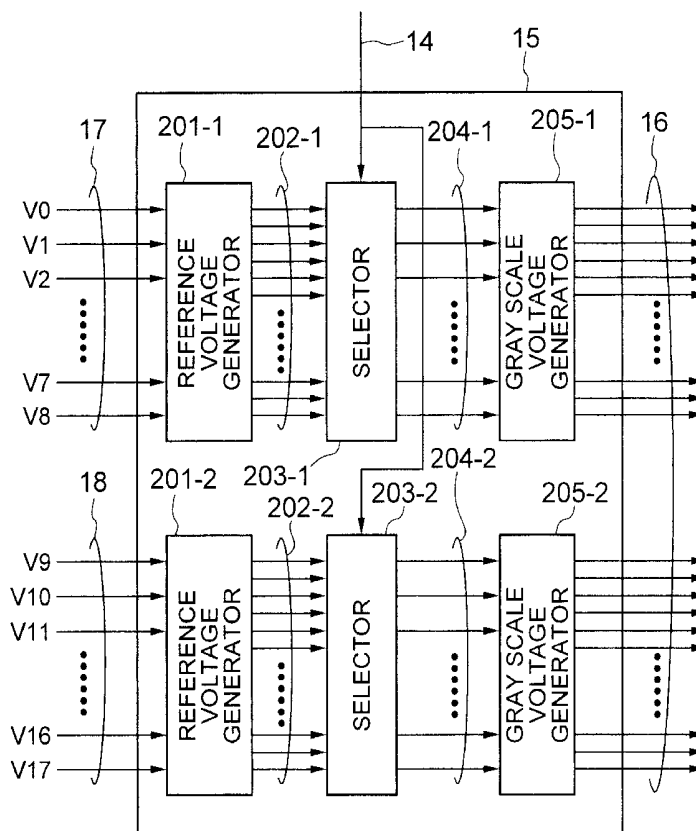 14
15
17
201-1
202-1
204-1
205-1
16
V0
V1
V2
V7
V8
REFERENCE
VOLTAGE
GENERATOR
SELECTOR
GRAY SCALE
VOLTAGE
GENERATOR
18
201-2
203-1
202-2
203-2
204-2
205-2
V9
V10
V11
V16
V17
REFERENCE
VOLTAGE
GENERATOR
SELECTOR
GRAY SCALE
VOLTAGE
GENERATOR